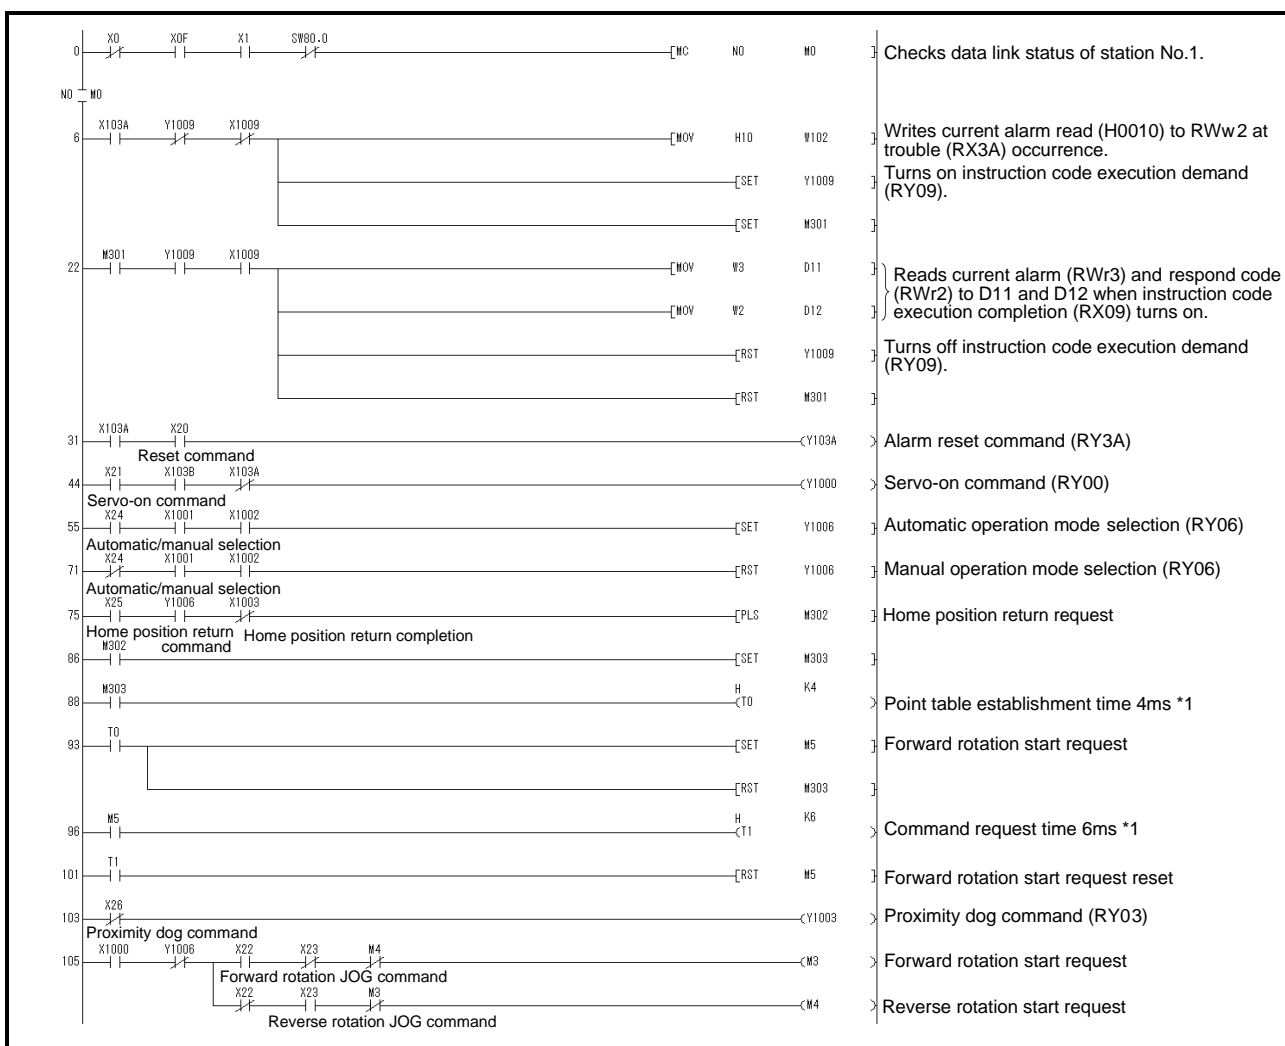 X0 X0F X1 SW80.0
0 [MC N0 M0 ] Checks data link status of station No.1.
N0 M0
X103A Y1009 X1009
6 [MOV H10 W102 ] Writes current alarm read (H0010) to RWw2 at
trouble (RX3A) occurrence.
[SET Y1009 ] Turns on instruction code execution demand
(RY09).
[SET M301 ]
M301 Y1009 X1009
22 [MOV W3 D11 ] Reads current alarm (RWr3) and respond code
(RWr2) to D11 and D12 when instruction code
[MOV W2 D12 ] execution completion (RX09) turns on.
[RST Y1009 ] Turns off instruction code execution demand
(RY09).
[RST M301 ]
X103A X20
31 (Y103A ) Alarm reset command (RY3A)
Reset command
X21 X103B X103A
44 (Y1000 ) Servo-on command (RY00)
Servo-on command
X24 X1001 X1002
55 [SET Y1006 ] Automatic operation mode selection (RY06)
Automatic/manual selection
X24 X1001 X1002
71 [RST Y1006 ] Manual operation mode selection (RY06)
Automatic/manual selection
X25 Y1006 X1003
75 [PLS M302 ] Home position return request
Home position return command Home position return completion
M302
86 [SET M303 ]
M303 H K4
88 (T0 ) Point table establishment time 4ms *1
T0
93 [SET M5 ] Forward rotation start request
[RST M303 ]
M5 H K6
96 (T1 ) Command request time 6ms *1
T1
101 [RST M5 ] Forward rotation start request reset
X26
103 (Y1003 ) Proximity dog command (RY03)
Proximity dog command
X1000 Y1006 X22 X23 M4
105 (M3 ) Forward rotation start request
Forward rotation JOG command
X22 X23 M3
(M4 ) Reverse rotation start request
Reverse rotation JOG command